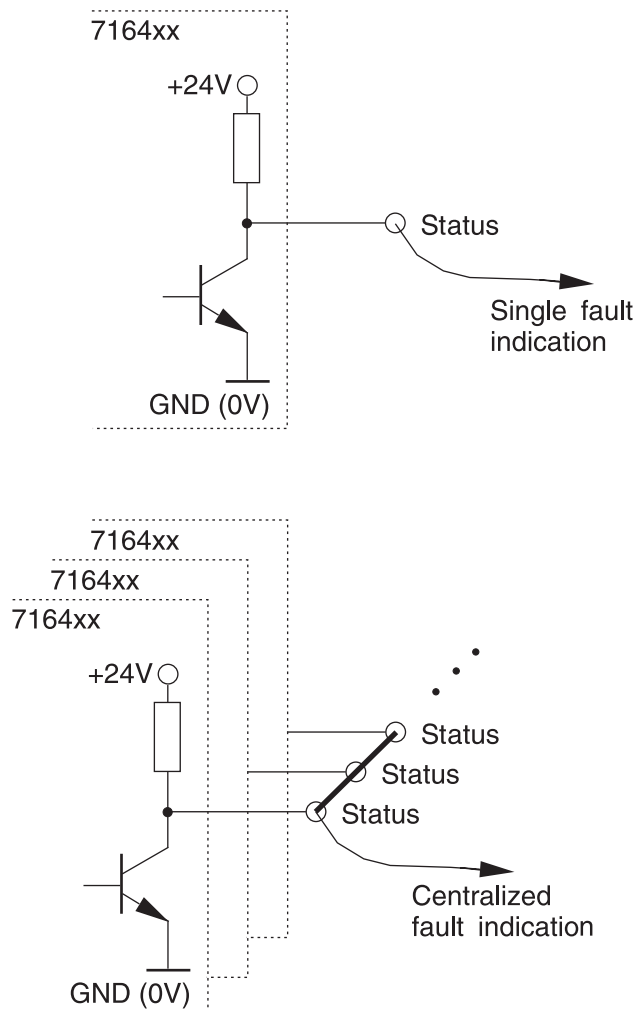 7164xx
+24V
Status
Single fault
indication
GND (0V)
7164xx
7164xx
7164xx
+24V
Status
Status
Status
Centralized
fault indication
GND (0V)